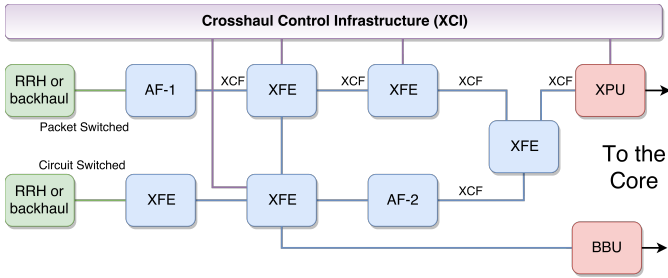 Crosshaul Control Infrastructure (XCI)
RRH or
backhaul
AF-1
XCF
XFE
XCF
XFE
XCF
XCF
XPU
Packet Switched
XFE
To the
Core
Circuit Switched
RRH or
backhaul
XFE
XFE
AF-2
XCF
BBU